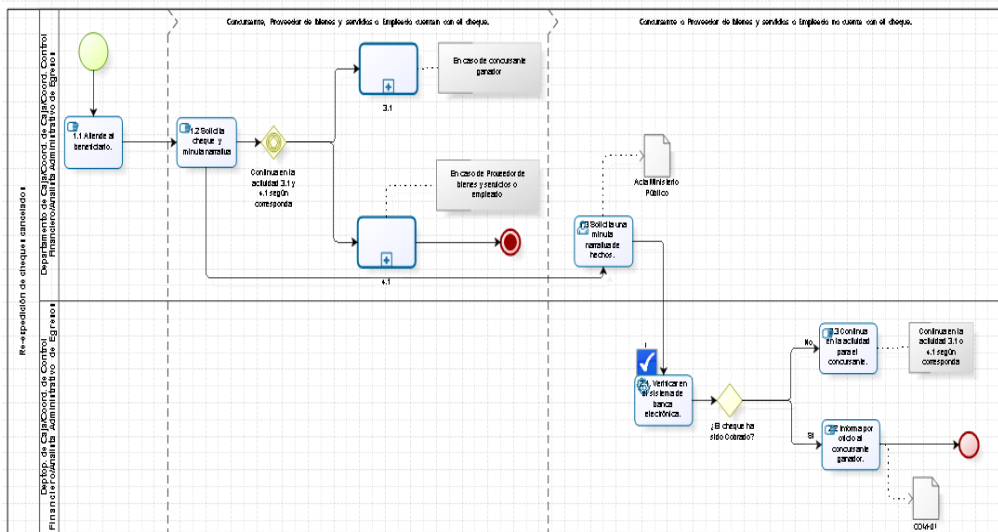 Re-expedición de cheques cancelados
Departamento de Caja/Coord. de Caja/Coord. Control
Financiero/Analista Administrativo de Egresos
Concursante, Proveedor de bienes y servicios o Empleado cuentan con el cheque.
Concursante o Proveedor de bienes y servicios o Empleado no cuente con el cheque.
1.1 Atiende al
beneficiario.
1.2 Solicita
cheque y
minuta narrativa
Continua en la
actividad 3.1 y
4.1 según
corresponda
3.1
En caso de concursante
ganador
En caso de Proveedor de
bienes y servicios o
empleado
4.1
Acta Ministerio
Público
Solicita una
minuta
narrativa de
hechos.
Deptop. de Caja/Coord. de Control
Financiero/Analista Administrativo de Egresos
Verificar en
el sistema de
banca
electrónica.
¿El cheque ha
sido Cobrado?
No
Si
2.3 Continua
en la actividad
para el
concursante.
Continua en la
actividad 3.1 o
4.1 según
corresponda
2.2 Informa por
oficio al
concursante
ganador.